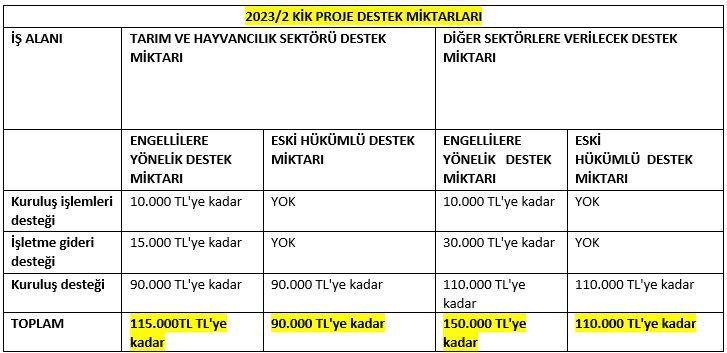 2023/2 KİK PROJE DESTEK MİKTARLARI
İŞ ALANI
TARIM VE HAYVANCILIK SEKTÖRÜ DESTEK
MİKTARI
DİĞER SEKTÖRLERE VERİLECEK DESTEK
MİKTARI
ENGELLİLERE
YÖNELİK DESTEK
MİKTARI
ESKİ HÜKÜMLÜ DESTEK
MİKTARI
ENGELLİLERE
YÖNELİK DESTEK
MİKTARI
ESKİ
HÜKÜMLÜ DESTEK
MİKTARI
Kuruluş işlemleri
desteği
10.000 TL'ye kadar
YOK
10.000 TL'ye kadar
YOK
İşletme gideri
desteği
15.000 TL'ye kadar
YOK
30.000 TL'ye kadar
YOK
Kuruluş desteği
90.000 TL'ye kadar
90.000 TL'ye kadar
110.000 TL'ye
kadar
110.000 TL'ye kadar
TOPLAM
115.000TL TL'ye
kadar
90.000 TL'ye kadar
150.000 TL'ye
kadar
110.000 TL'ye kadar